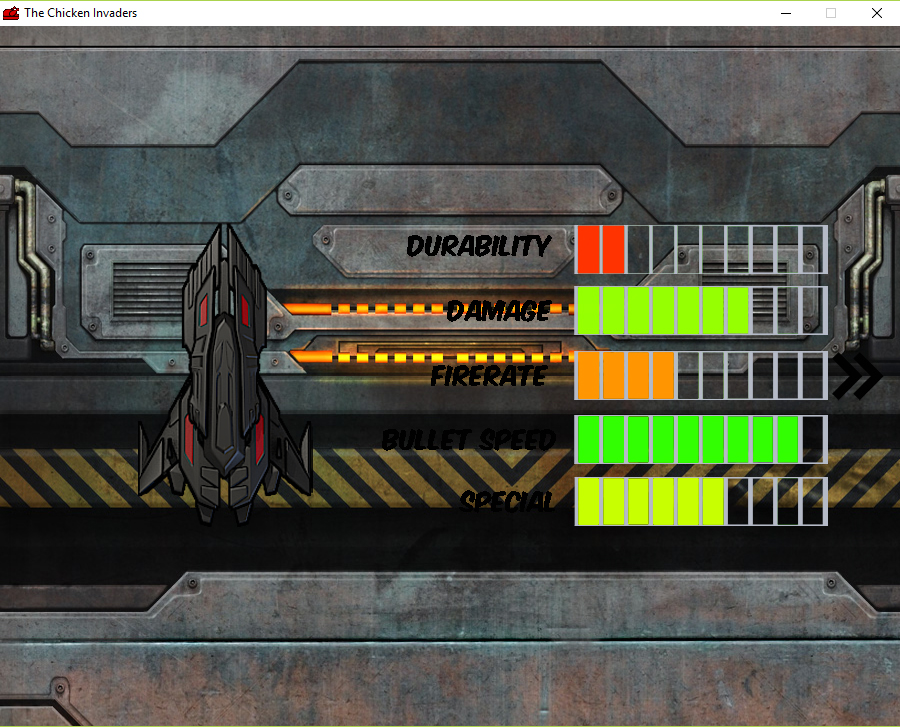 The Chicken Invaders
DURABILITY
DAMAGE
FIRERATE
BULLET SPEED
SPECIAL